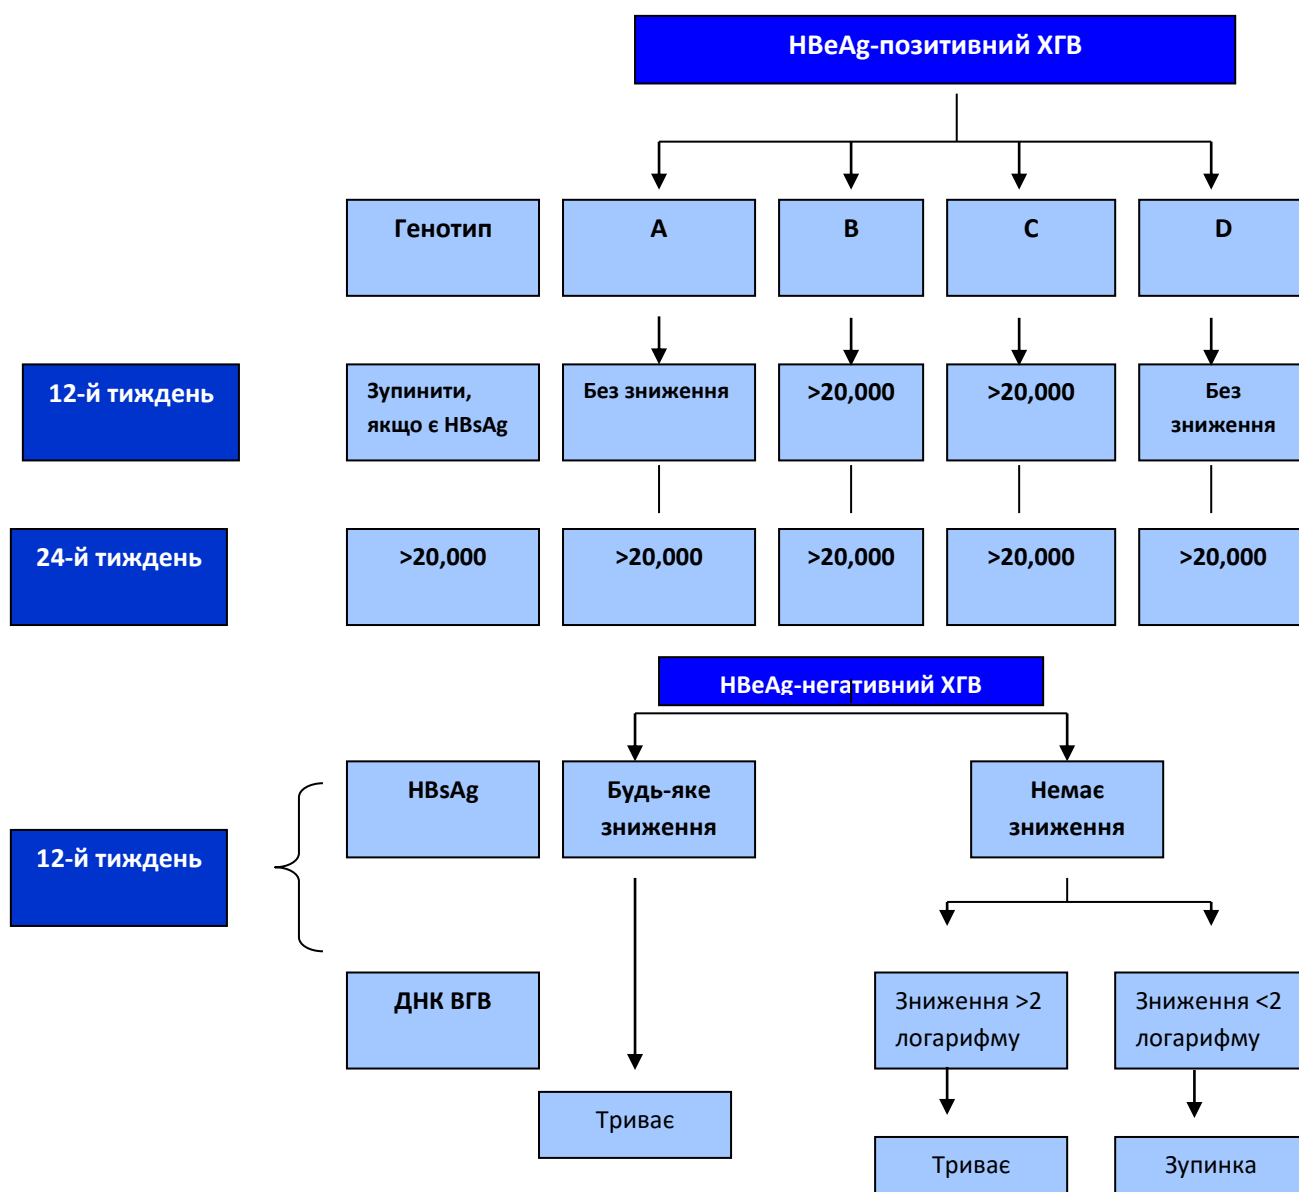 HBeAg-позитивний ХГВ
Генотип
A
B
C
D
12-й тиждень
Зупинити,
якщо є HBsAg
Без зниження
>20,000
>20,000
Без
зниження
24-й тиждень
>20,000
>20,000
>20,000
>20,000
>20,000
HBeAg-негативний ХГВ
HBsAg
Будь-яке
зниження
Немає
зниження
12-й тиждень
ДНК ВГВ
Зниження >2
логарифму
Зниження <2
логарифму
Триває
Триває
Зупинка